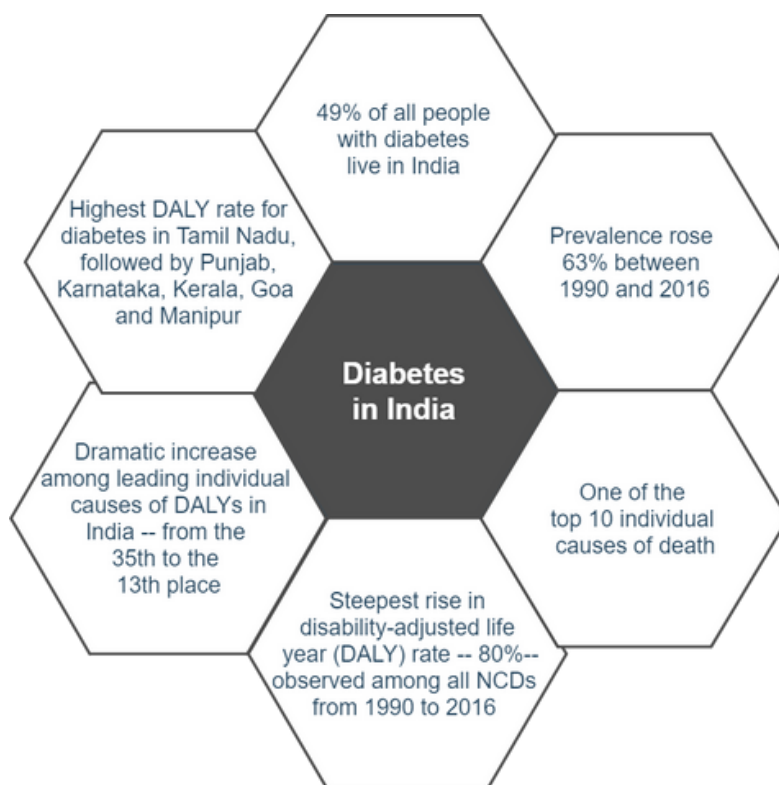 49% of all people
with diabetes
live in India
Highest DALY rate for
diabetes in Tamil Nadu,
followed by Punjab,
Karnataka, Kerala, Goa
and Manipur
Prevalence rose
63% between
1990 and 2016
Diabetes
in India
Dramatic increase
among leading individual
causes of DALYs in
India -- from the
35th to the
13th place
One of the
top 10 individual
causes of death
Steepest rise in
disability-adjusted life
year (DALY) rate -- 80%--
observed among all NCDs
from 1990 to 2016